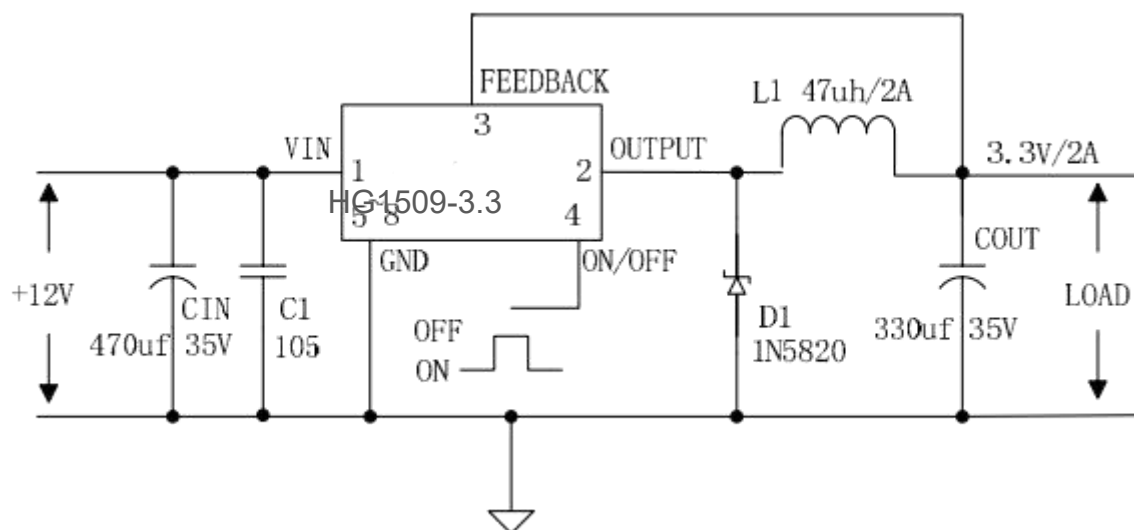 FEEDBACK
3
L1 47uh/2A
VIN
OUTPUT
3.3V/2A
1
2
HG1509-3.3
5~8
4
GND
ON/OFF
COUT
+12V
CIN
C1
LOAD
470uf 35V
105
OFF
ON
D1
1N5820
330uf 35V